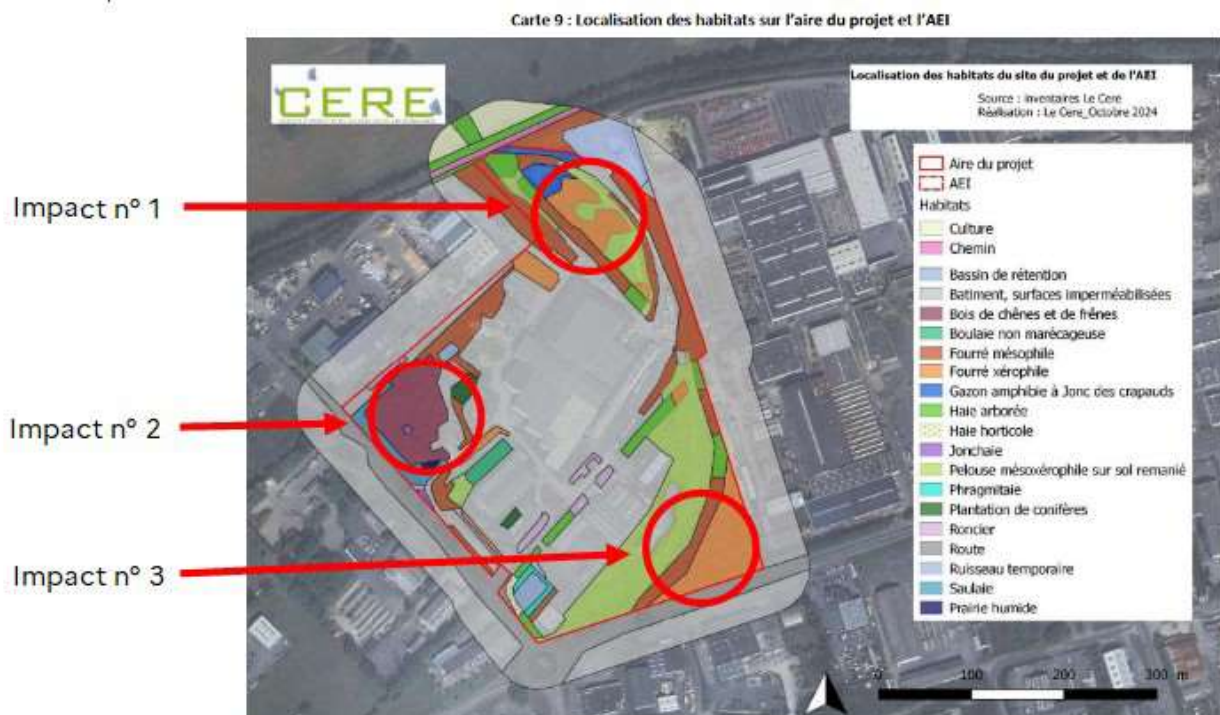 Carte 9 : Localisation des habitats sur l'aire du projet et l'AEI
CERE
Localisation des habitats du site du projet et de l'AEI
Source : Inventaires Le Cere
Réalisation : Le Cere_Octobre 2024
Impact n° 1
Impact n° 2
Impact n° 3
Aire du projet
AEI
Habitats
Culture
Chemin
Bassin de rétention
Batiment, surfaces imperméabilisées
Bois de chênes et de frênes
Boulaie non marécageuse
Fourré mésophile
Fourré xérophile
Gazon amphibie à Jonc des crapauds
Haie arborée
Haie horticole
Jonchaie
Pelouse mésoxérophile sur sol remanié
Phragmitaie
Plantation de conifères
Roncier
Route
Ruisseau temporaire
Saulaie
Prairie humide
0 100 200 300 m